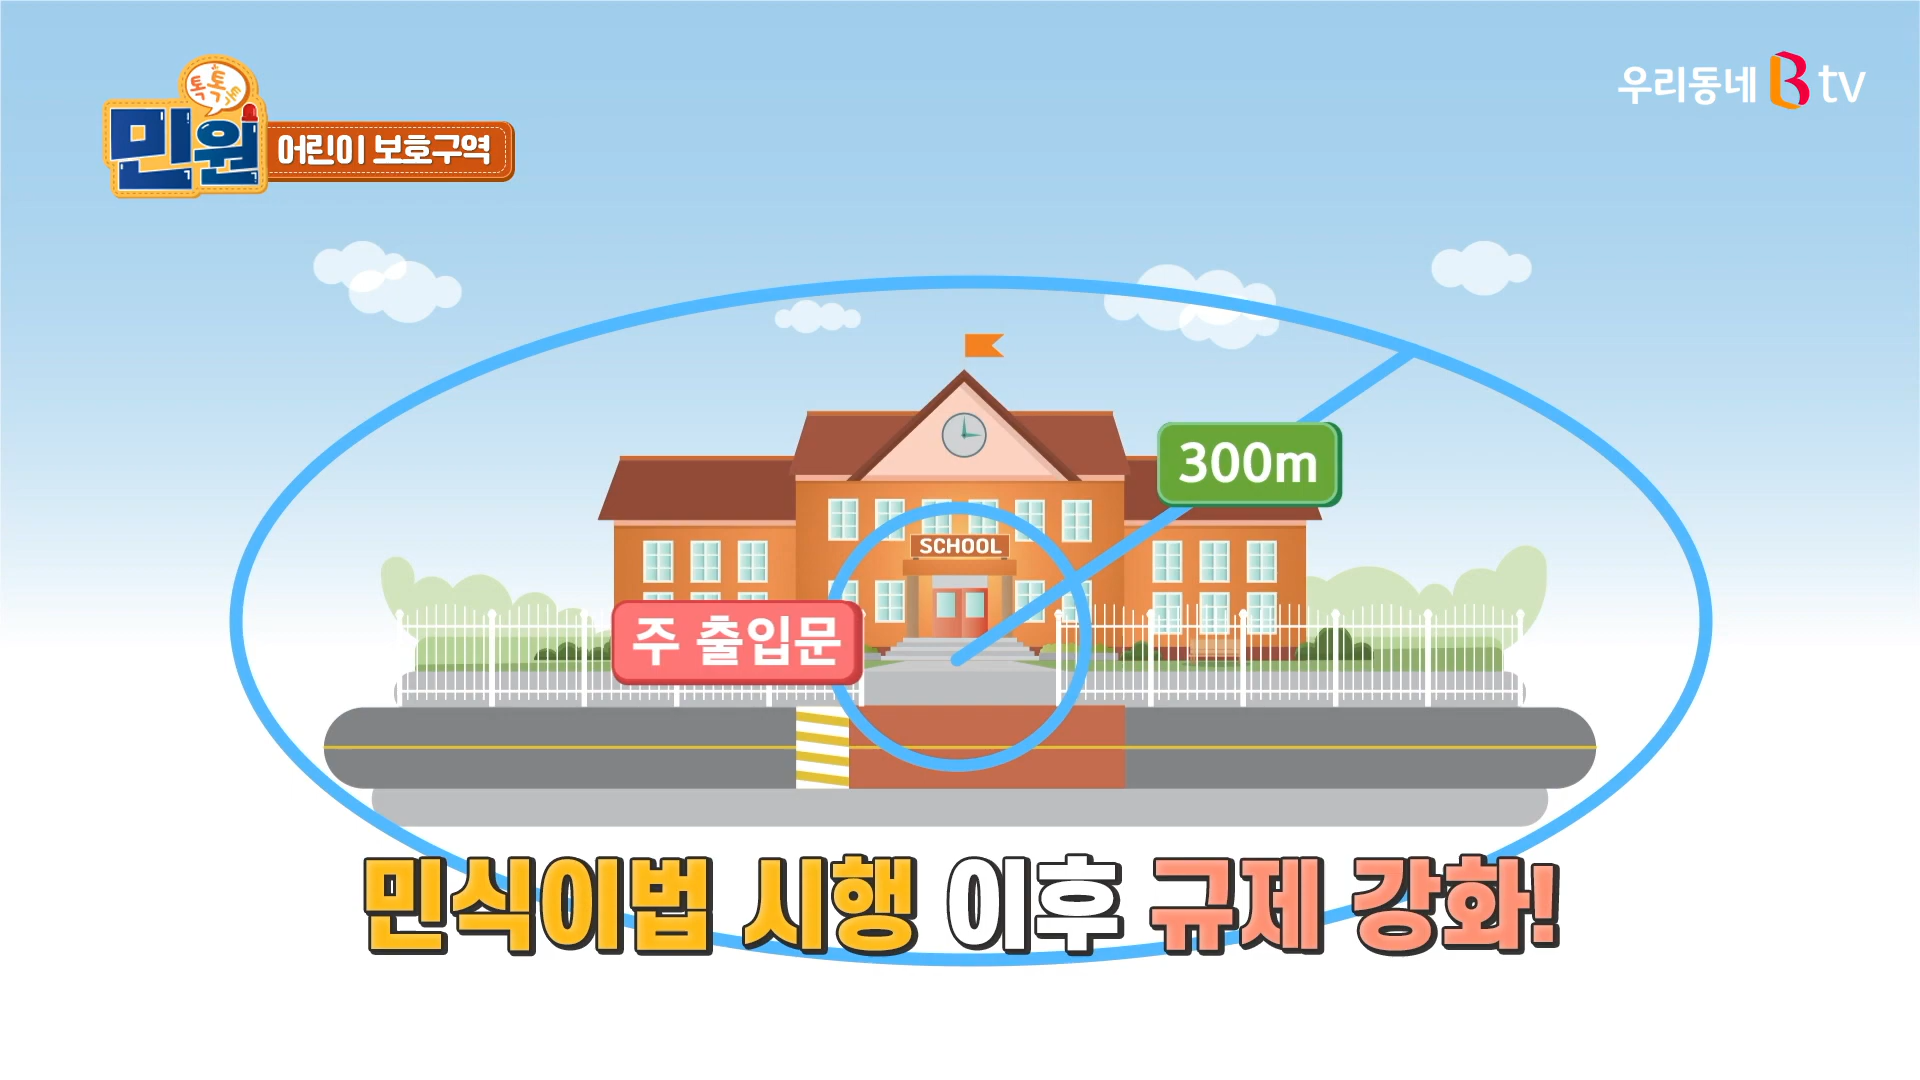 톡톡톡
민원
어린이 보호구역
우리동네 B tv
300m
SCHOOL
주 출입문
민식이법 시행 이후 규제 강화!